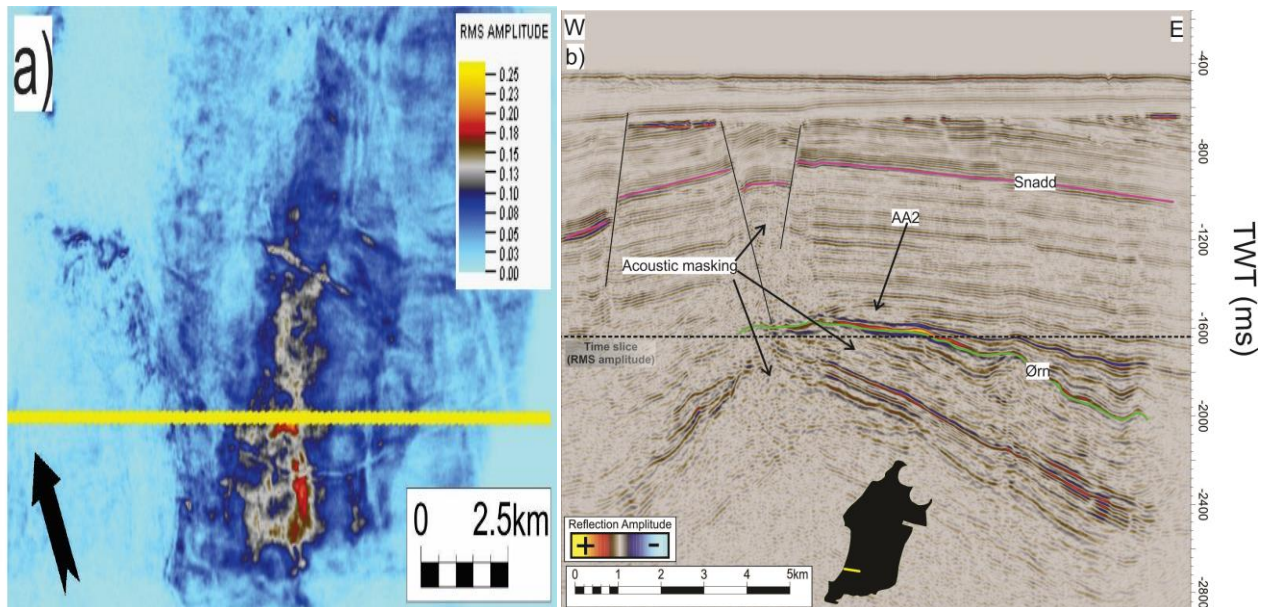 a)
RMS AMPLITUDE
0.25
0.23
0.20
0.18
0.15
0.13
0.10
0.08
0.05
0.03
0.00
0 2.5km
W
E
b)
Snadd
AA2
Acoustic masking
Time slice
(RMS amplitude)
Ørn
Reflection Amplitude
+ -
0 1 2 3 4 5km
-400
-800
-1200
-1600
-2000
-2400
-2800
TWT (ms)